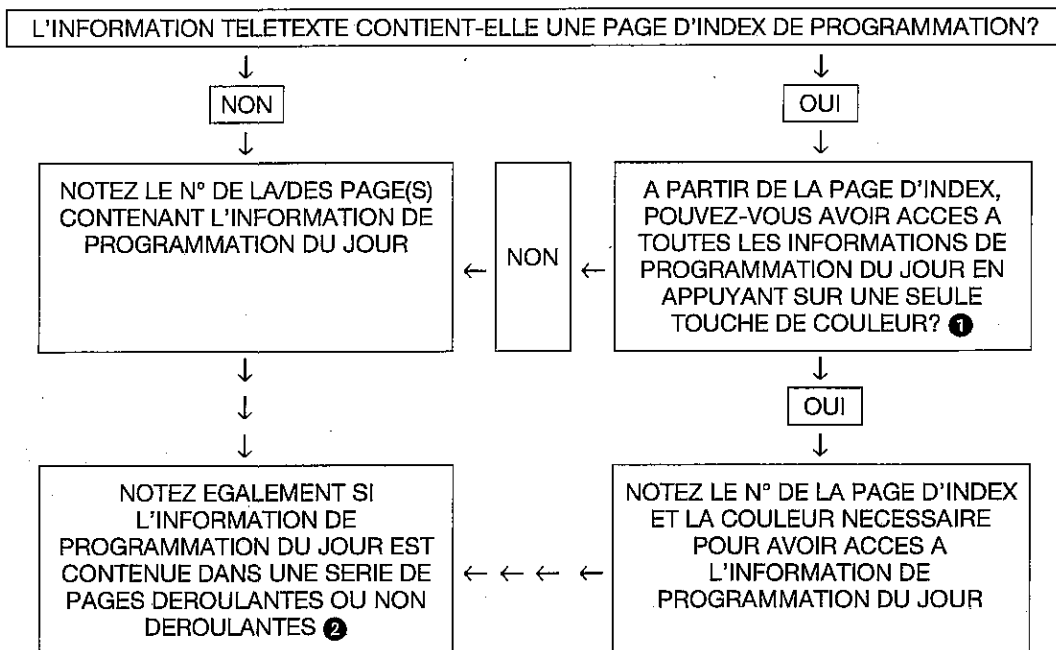 L'INFORMATION TELETEXTE CONTIENT-ELLE UNE PAGE D'INDEX DE PROGRAMMATION?
↓ ↓
NON
OUI
↓ ↓
NOTEZ LE N° DE LA/DES PAGE(S)
CONTENANT L'INFORMATION DE
PROGRAMMATION DU JOUR
← NON ←
A PARTIR DE LA PAGE D'INDEX,
POUVEZ-VOUS AVOIR ACCES A
TOUTES LES INFORMATIONS DE
PROGRAMMATION DU JOUR EN
APPUYANT SUR UNE SEULE
TOUCHE DE COULEUR? ❶
↓ ↓
↓ OUI
↓ ↓
NOTEZ EGALEMENT SI
L'INFORMATION DE
PROGRAMMATION DU JOUR EST
CONTENUE DANS UNE SERIE DE
PAGES DEROULANTES OU NON
DEROULANTES ❷
← ← ← ←
NOTEZ LE N° DE LA PAGE D'INDEX
ET LA COULEUR NECESSAIRE
POUR AVOIR ACCES A
L'INFORMATION DE
PROGRAMMATION DU JOUR